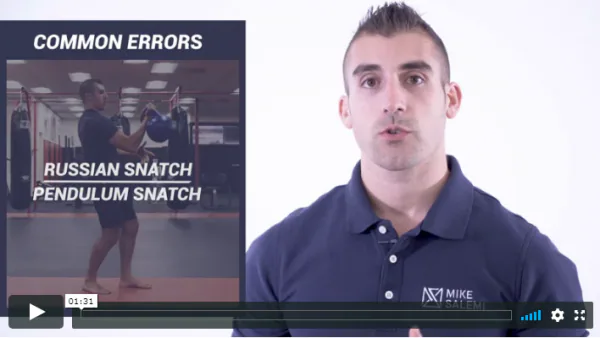 COMMON ERRORS
RUSSIAN SNATCH
PENDULUM SNATCH
MIKE
SALEMI
01:31